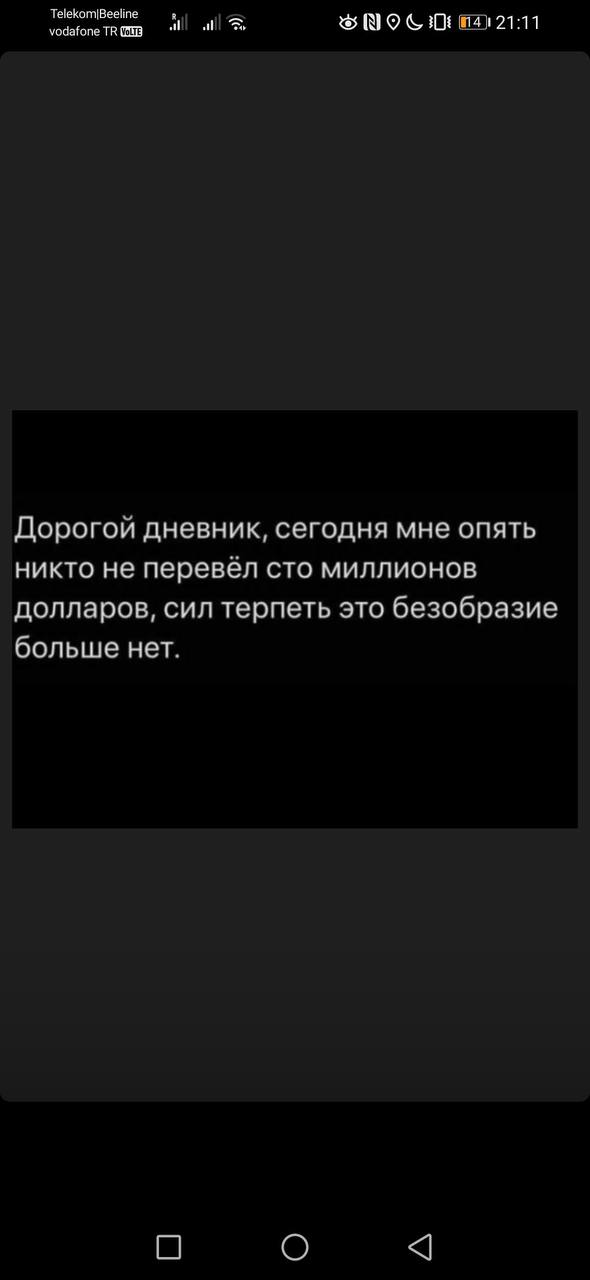 Telekom|Beeline
vodafone TR VoLTE
R
14 21:11
Дорогой дневник, сегодня мне опять
никто не перевёл сто миллионов
долларов, сил терпеть это безобразие
больше нет.